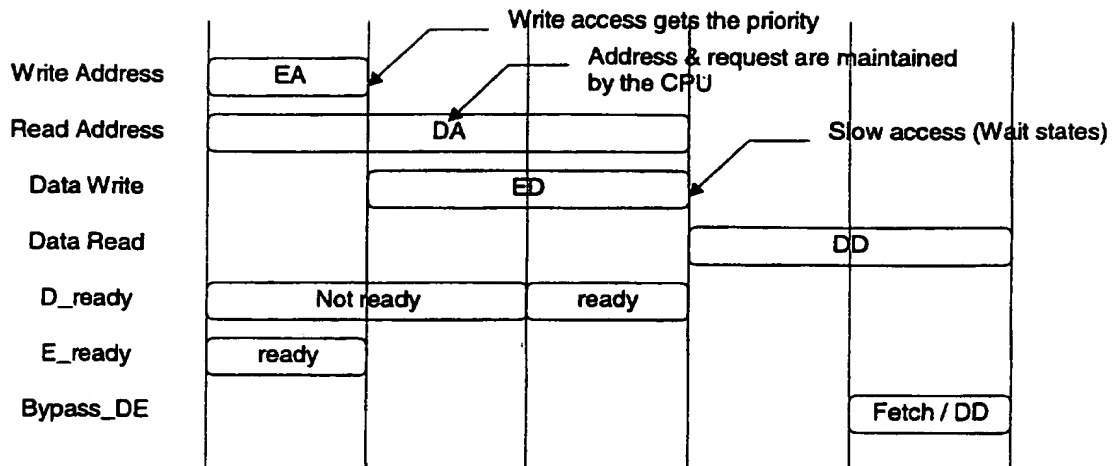 Write access gets the priority
Address & request are maintained
by the CPU
Write Address
EA
Read Address
DA
Slow access (Wait states)
Data Write
ED
Data Read
DD
D_ready
Not ready
ready
E_ready
ready
Bypass_DE
Fetch / DD